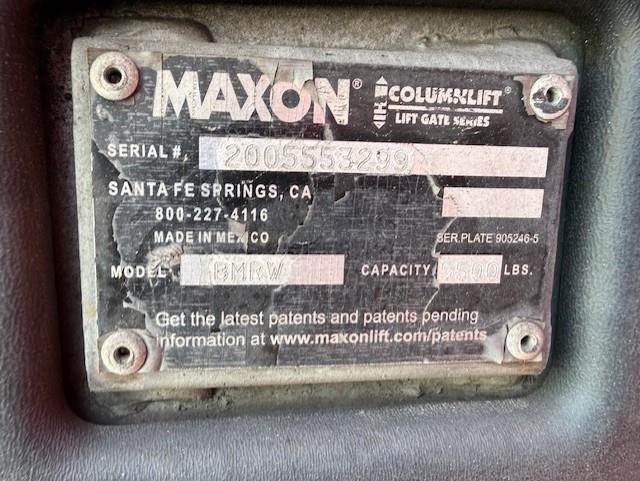 MAXON®
COLUMNLIFT®
LIFT GATE SERIES
SERIAL #. 2005553299
SANTA FE SPRINGS, CA
800-227-4116
MADE IN MEXICO
SER.PLATE 905246-5
MODEL: BMRW
CAPACITY LBS.
Get the latest patents and patents pending
information at www.maxonlift.com/patents